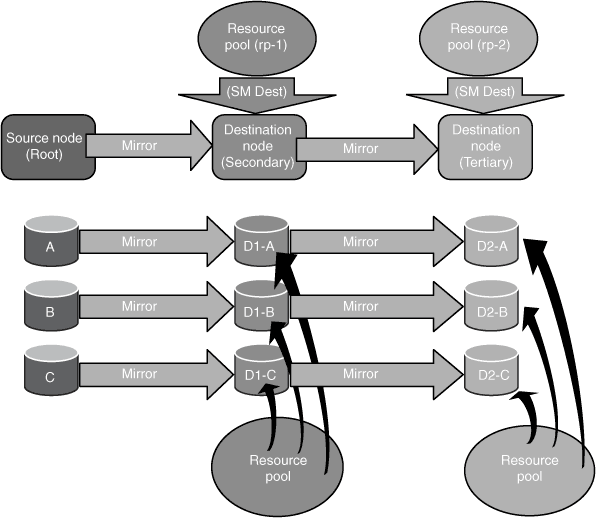 Resource
pool (rp-1)
Resource
pool (rp-2)
(SM Dest)
(SM Dest)
Source node
(Root)
Mirror
Destination
node
(Secondary)
Mirror
Destination
node
(Tertiary)
A
Mirror
D1-A
Mirror
D2-A
B
Mirror
D1-B
Mirror
D2-B
C
Mirror
D1-C
Mirror
D2-C
Resource
pool
Resource
pool